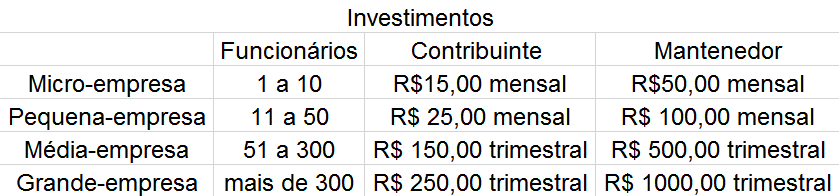 Investimentos
Funcionários Contribuinte Mantenedor
Micro-empresa 1 a 10 R$15,00 mensal R$50,00 mensal
Pequena-empresa 11 a 50 R$ 25,00 mensal R$ 100,00 mensal
Média-empresa 51 a 300 R$ 150,00 trimestral R$ 500,00 trimestral
Grande-empresa mais de 300 R$ 250,00 trimestral R$ 1000,00 trimestral